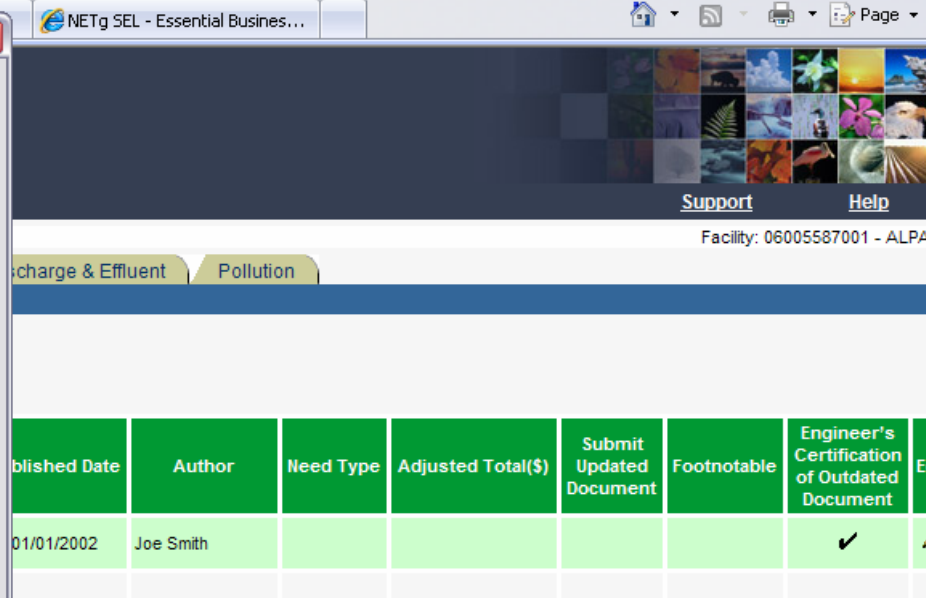 NETg SEL - Essential Busines...
Page
Support Help
Facility: 06005587001 - ALPA
scharge & Effluent Pollution
blished Date Author Need Type Adjusted Total($) Submit Updated Document Footnotable Engineer's Certification of Outdated Document E
01/01/2002 Joe Smith ✔